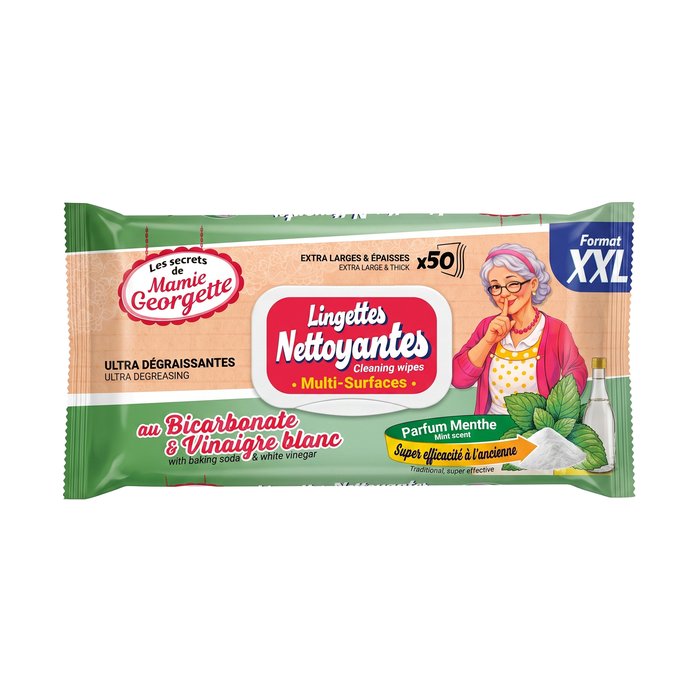 Les secrets
de
Mamie
Georgette
EXTRA LARGES & ÉPAISSES
EXTRA LARGE & THICK
x50
Format
XXL
Lingettes
Nettoyantes
Cleaning wipes
• Multi-Surfaces •
ULTRA DÉGRAISSANTES
ULTRA DEGREASING
au Bicarbonate
& Vinaigre blanc
with baking soda & white vinegar
Parfum Menthe
Mint scent
Super efficacité à l'ancienne
Traditional, super effective